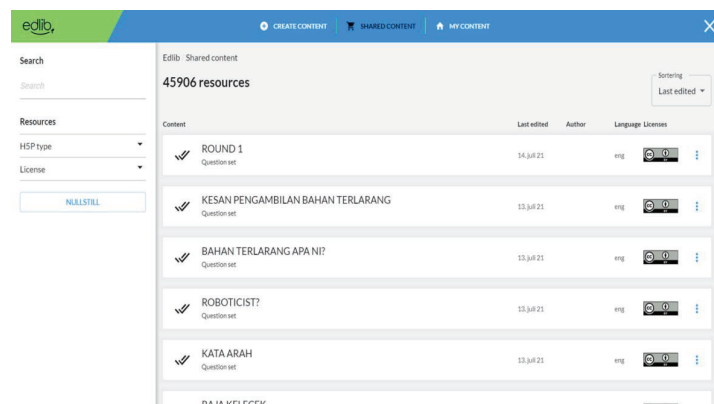 edlib.
CREATE CONTENT SHARED CONTENT MY CONTENT
Search
Search
Resources
H5P type
License
NULLSTILL
Edlib Shared content
45906 resources
Sortering
Last edited
Content Last edited Author Language Licenses
ROUND 1
Question set
14. juli 21 eng
KESAN PENGAMBILAN BAHAN TERLARANG
Question set
13. juli 21 eng
BAHAN TERLARANG APA NI?
Question set
13. juli 21 eng
ROBOTICIST?
Question set
13. juli 21 eng
KATA ARAH
Question set
13. juli 21 eng